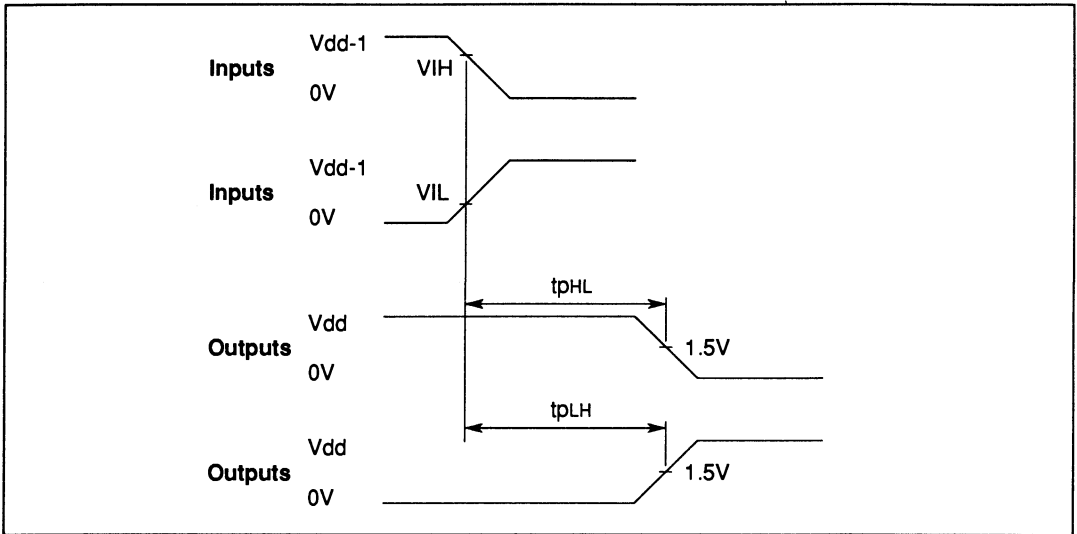 Vdd-1
Inputs
VIH
0V
Vdd-1
Inputs
VIL
0V
tpHL
Vdd
Outputs
1.5V
0V
tpLH
Vdd
Outputs
1.5V
0V